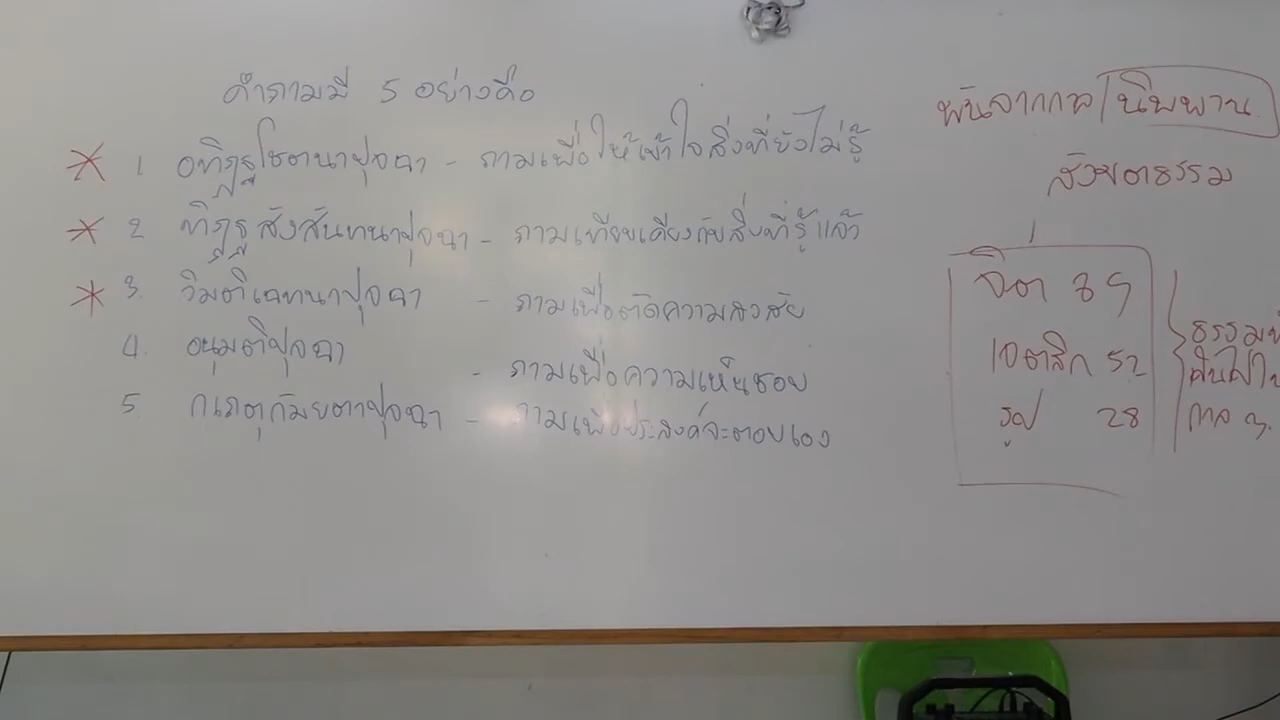 คำถามมี 5 อย่างคือ
1 อทิฏฐโชตนาปุจฉา - ถามเพื่อให้เข้าใจสิ่งที่ยังไม่รู้
2 ทิฏฐสังสันทนาปุจฉา - ถามเทียบเคียงกับสิ่งที่รู้แล้ว
3. วิมติเฉทนาปุจฉา - ถามเพื่อตัดความสงสัย
4. อนุมติปุจฉา - ถามเพื่อความเห็นชอบ
5. กเถตุกัมยตาปุจฉา - ถามเพื่อประสงค์จะตอบเอง
พ้นจากกาล นิพพาน
สังขตธรรม
จิต 89
เจตสิก 52
รูป 28
ธรรมที่
เป็นไปใน
กาล ๓.